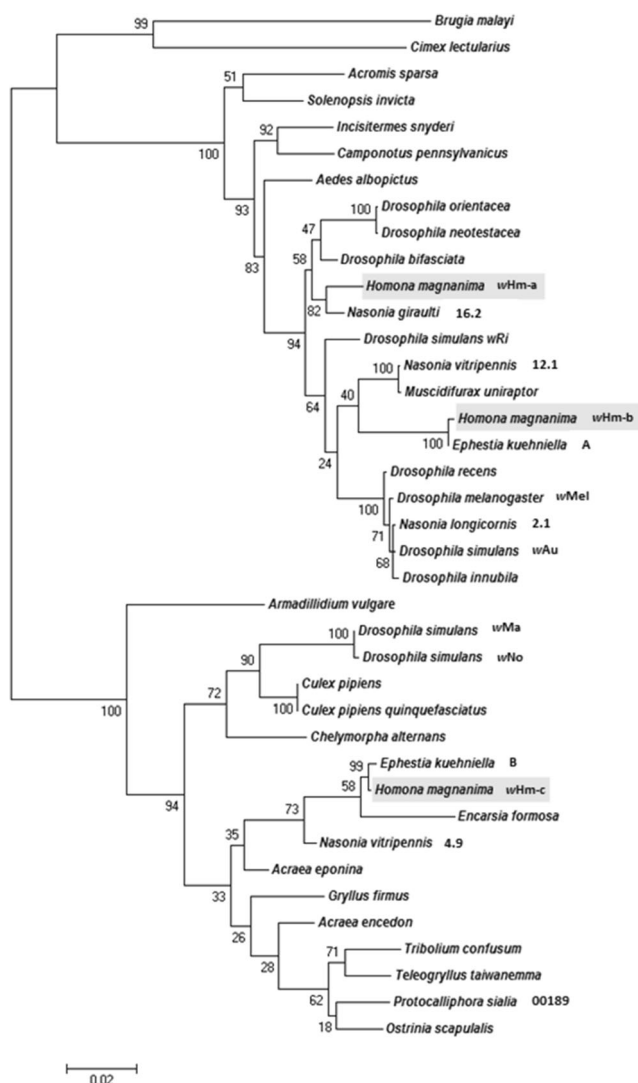 99
Brugia malayi
Cimex lectularius
51
Acromis sparsa
Solenopsis invicta
100
92
Incisitermes snyderi
Camponotus pennsylvanicus
93
Aedes albopictus
83
100
Drosophila orientacea
Drosophila neotestacea
47
Drosophila bifasciata
58
Homona magnanima wHm-a
82
Nasonia giraulti 16.2
94
Drosophila simulans wRi
64
100
Nasonia vitripennis 12.1
Muscidifurax uniraptor
40
Homona magnanima wHm-b
100
Ephestia kuehniella A
24
Drosophila recens
100
Drosophila melanogaster wMel
71
Nasonia longicornis 2.1
Drosophila simulans wAu
68
Drosophila innubila
Armadillidium vulgare
100
100
Drosophila simulans wMa
Drosophila simulans wNo
90
Culex pipiens
100
Culex pipiens quinquefasciatus
72
Chelymorpha alternans
94
99
Ephestia kuehniella B
58
Homona magnanima wHm-c
Encarsia formosa
73
Nasonia vitripennis 4.9
35
Acraea eponina
33
Gryllus firmus
26
Acraea encedon
28
71
Tribolium confusum
Teleogryllus taiwanemma
62
Protocalliphora sialia 00189
18
Ostrinia scapulalis
0.02